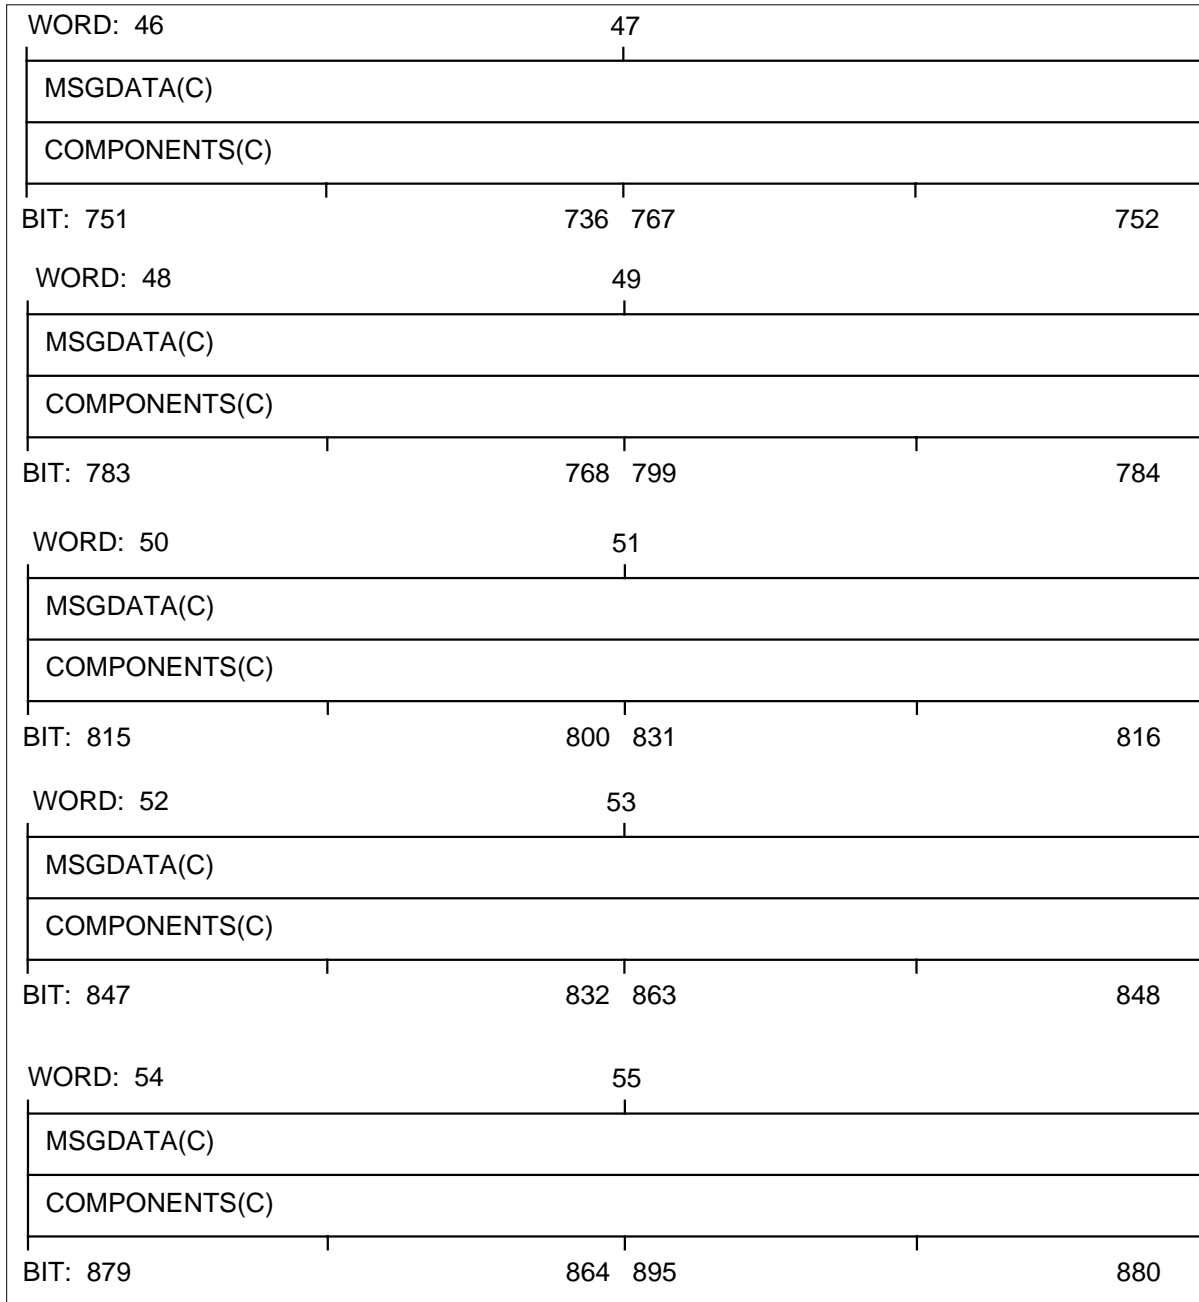 WORD: 46 47
MSGDATA(C)
COMPONENTS(C)
BIT: 751 736 767 752
WORD: 48 49
MSGDATA(C)
COMPONENTS(C)
BIT: 783 768 799 784
WORD: 50 51
MSGDATA(C)
COMPONENTS(C)
BIT: 815 800 831 816
WORD: 52 53
MSGDATA(C)
COMPONENTS(C)
BIT: 847 832 863 848
WORD: 54 55
MSGDATA(C)
COMPONENTS(C)
BIT: 879 864 895 880